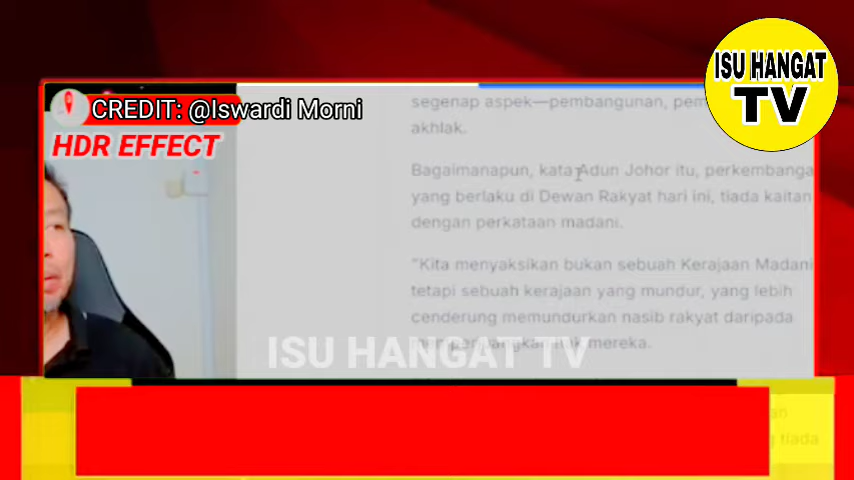 ISU HANGAT
TV
CREDIT: @Iswardi Morni
HDR EFFECT
segenap aspek—pembangunan,
akhlak.
Bagaimanapun, kata Adun Johor itu,
yang berlaku di Dewan Rakyat hari ini, tiada kaitan
dengan perkataan madani.
“Kita menyaksikan bukan sebuah Kerajaan Madani
tetapi sebuah kerajaan yang mundur, yang lebih
cenderung memundurkan nasib rakyat daripada
mereka.
ISU HANGAT TV
tiada